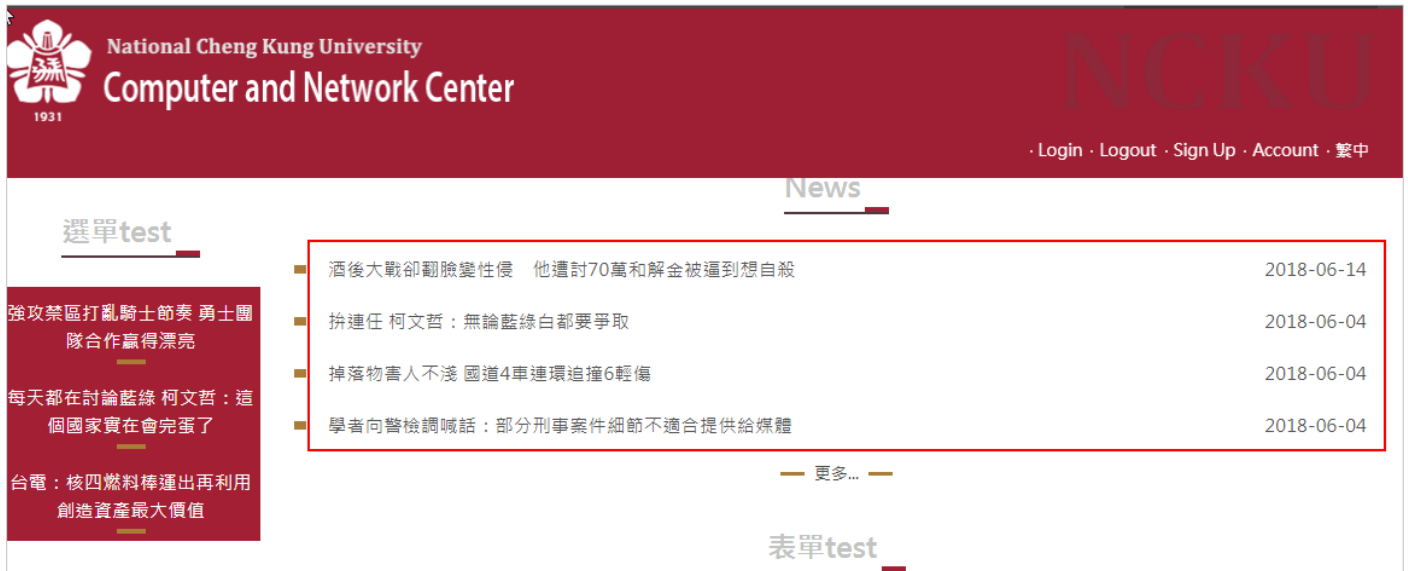 National Cheng Kung University
Computer and Network Center
1931
NCKU
· Login · Logout · Sign Up · Account · 繁中
News
選單test
酒後大戰卻翻臉變性侵　他遭討70萬和解金被逼到想自殺 2018-06-14
強攻禁區打亂騎士節奏 勇士團
隊合作贏得漂亮
拚連任 柯文哲：無論藍綠白都要爭取 2018-06-04
掉落物害人不淺 國道4車連環追撞6輕傷 2018-06-04
每天都在討論藍綠 柯文哲：這
個國家實在會完蛋了
學者向警檢調喊話：部分刑事案件細節不適合提供給媒體 2018-06-04
更多...
台電：核四燃料棒運出再利用
創造資產最大價值
表單test